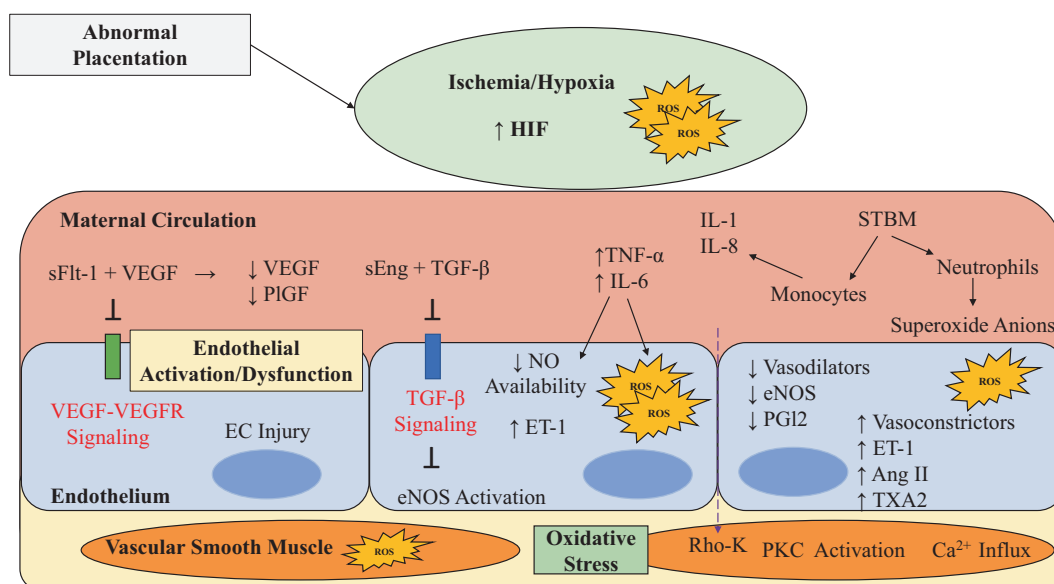 Abnormal
Placentation
Ischemia/Hypoxia
↑ HIF
ROS
ROS
Maternal Circulation
sFlt-1 + VEGF → ↓ VEGF
↓ PlGF
sEng + TGF-β
↑TNF-α
↑ IL-6
IL-1
IL-8
STBM
Monocytes
Neutrophils
Superoxide Anions
Endothelial
Activation/Dysfunction
VEGF-VEGFR
Signaling
EC Injury
Endothelium
TGF-β
Signaling
eNOS Activation
↓ NO
Availability
↑ ET-1
ROS
ROS
↓ Vasodilators
↓ eNOS
↓ PGI2
ROS
↑ Vasoconstrictors
↑ ET-1
↑ Ang II
↑ TXA2
Vascular Smooth Muscle
ROS
Oxidative
Stress
Rho-K
PKC Activation
Ca²⁺ Influx